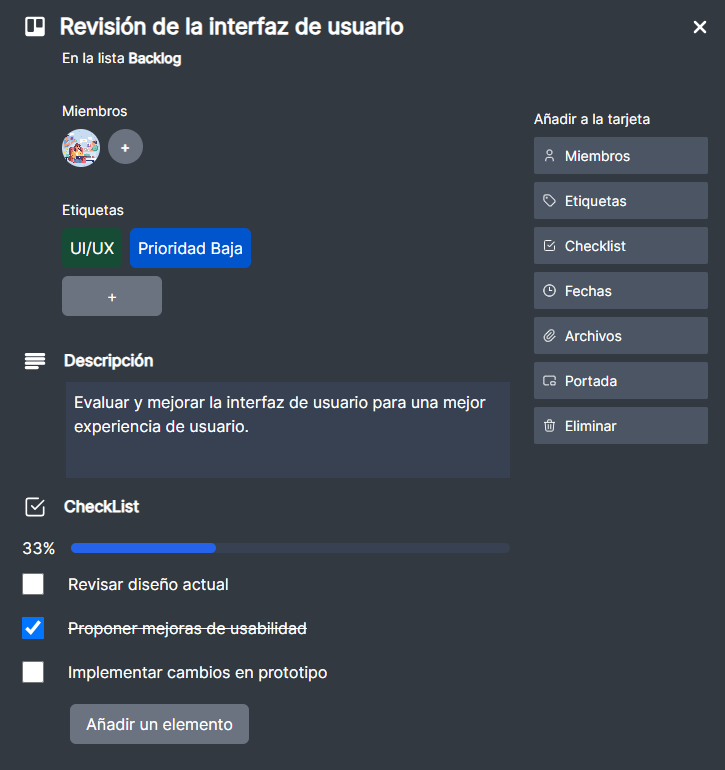 Revisión de la interfaz de usuario
En la lista Backlog
Miembros
+
Etiquetas
UI/UX
Prioridad Baja
+
Descripción
Evaluar y mejorar la interfaz de usuario para una mejor
experiencia de usuario.
CheckList
33%
Revisar diseño actual
Proponer mejoras de usabilidad
Implementar cambios en prototipo
Añadir un elemento
Añadir a la tarjeta
Miembros
Etiquetas
Checklist
Fechas
Archivos
Portada
Eliminar